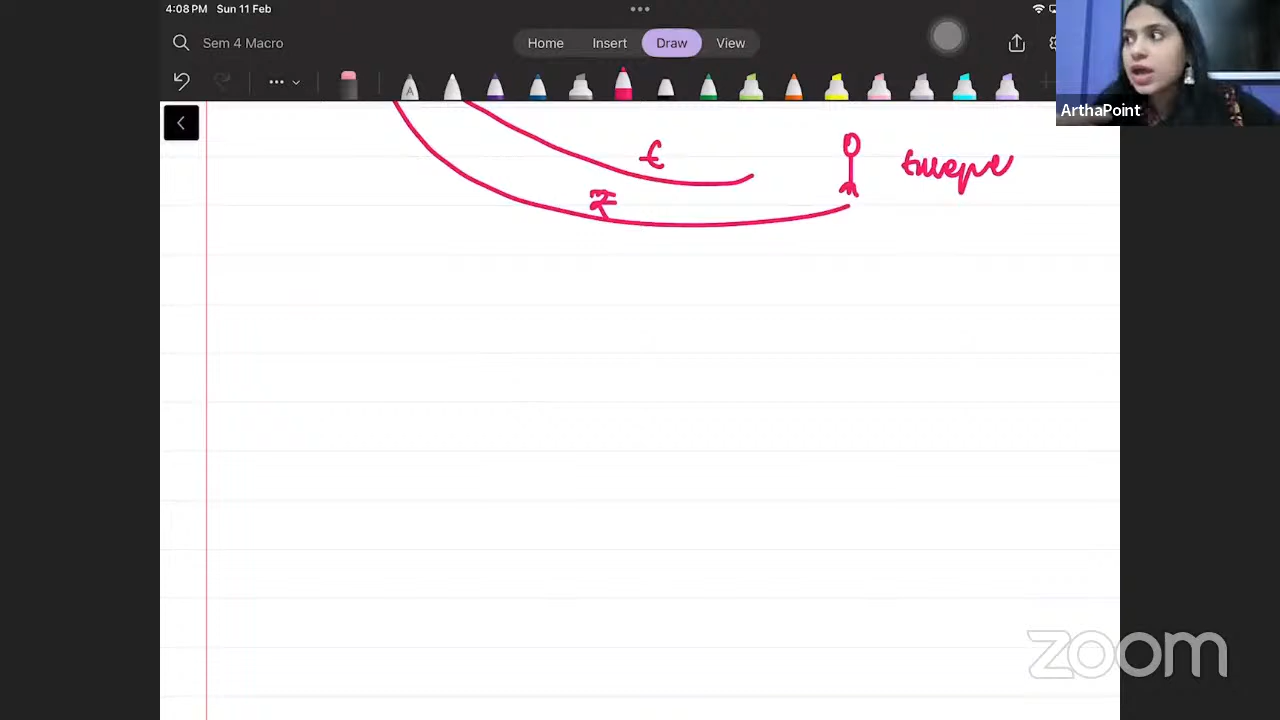 4:08 PM Sun 11 Feb
Sem 4 Macro
Home Insert Draw View
A
ArthaPoint
€
Europe
₹
zoom